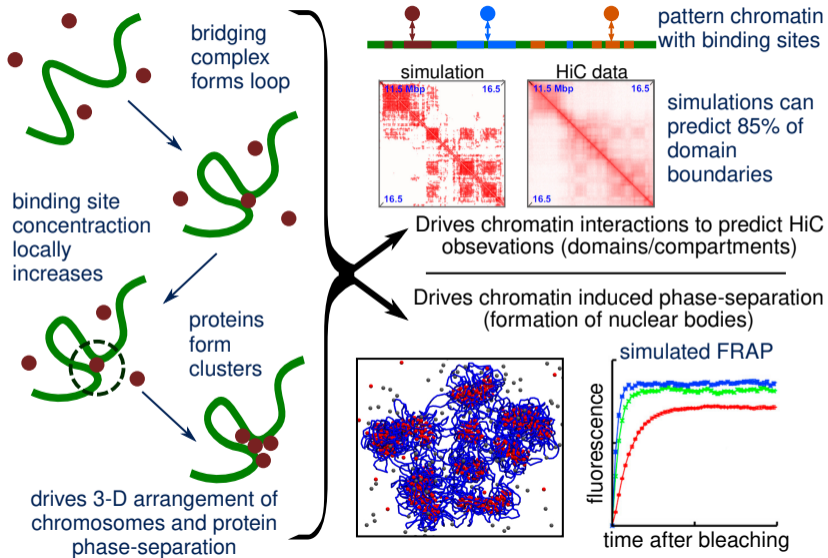 bridging
complex
forms loop
binding site
concentration
locally
increases
proteins
form
clusters
drives 3-D arrangement of
chromosomes and protein
phase-separation
pattern chromatin
with binding sites
simulation
11.5 Mbp 16.5
16.5
HiC data
11.5 Mbp 16.5
16.5
simulations can
predict 85% of
domain
boundaries
Drives chromatin interactions to predict HiC
obsevations (domains/compartments)
Drives chromatin induced phase-separation
(formation of nuclear bodies)
simulated FRAP
fluorescence
time after bleaching